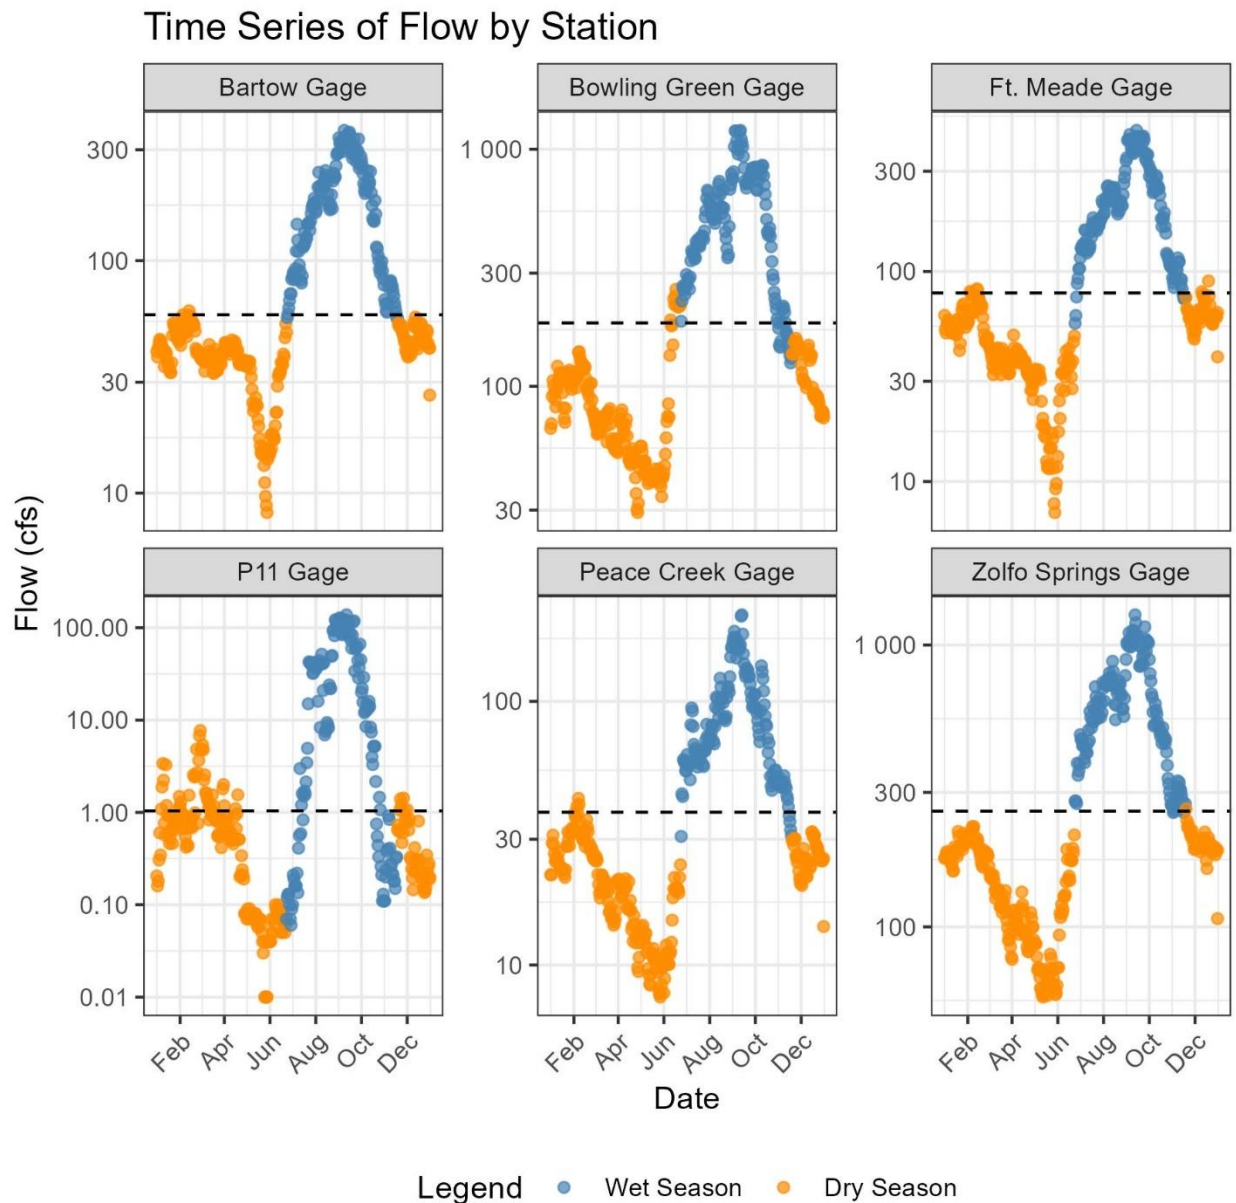 Time Series of Flow by Station
Bartow Gage
Bowling Green Gage
Ft. Meade Gage
300
100
30
10
1 000
300
100
30
300
100
30
10
Flow (cfs)
P11 Gage
Peace Creek Gage
Zolfo Springs Gage
100.00
10.00
1.00
0.10
0.01
100
30
10
1 000
300
100
Feb Apr Jun Aug Oct Dec
Feb Apr Jun Aug Oct Dec
Feb Apr Jun Aug Oct Dec
Date
Legend Wet Season Dry Season